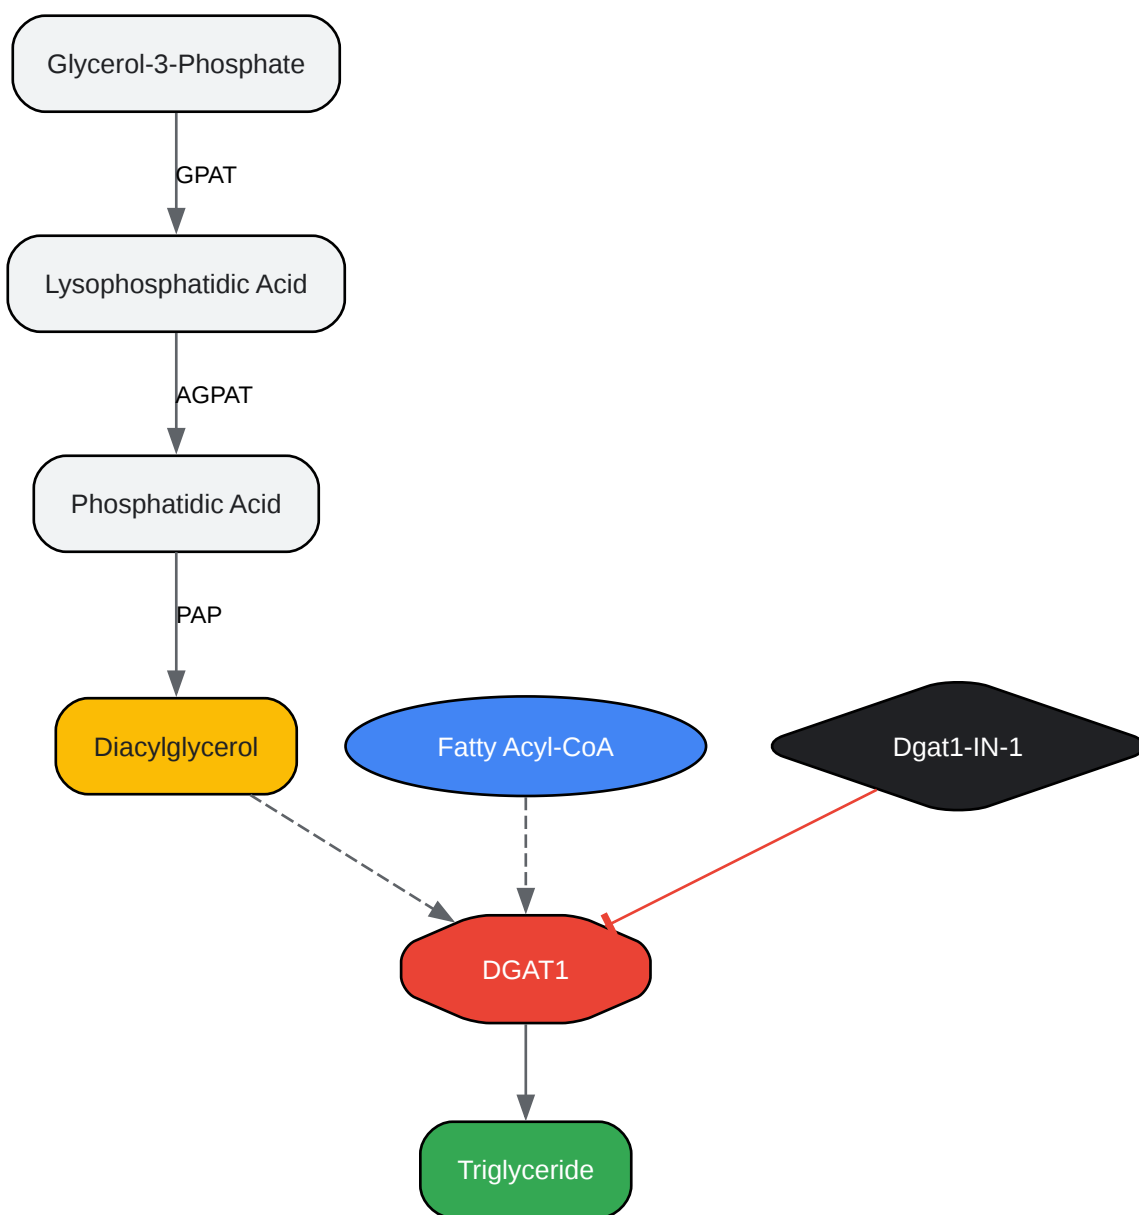 Glycerol-3-Phosphate
GPAT
Lysophosphatidic Acid
AGPAT
Phosphatidic Acid
PAP
Diacylglycerol
Fatty Acyl-CoA
Dgat1-IN-1
DGAT1
Triglyceride